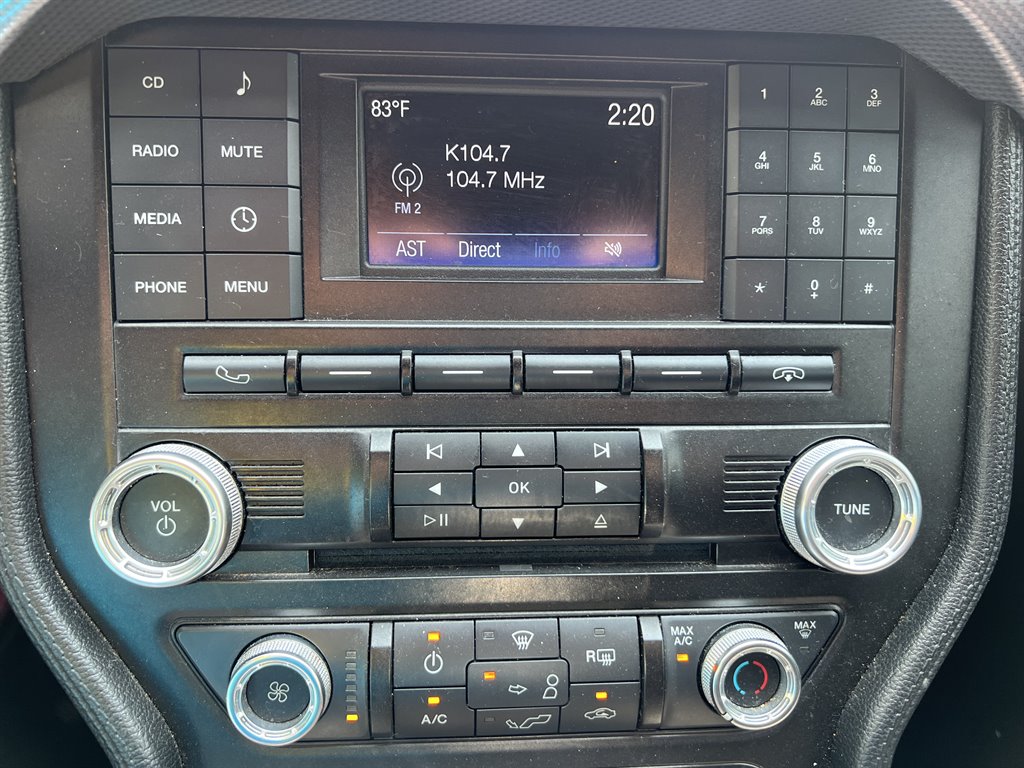 CD
RADIO
MUTE
MEDIA
PHONE
MENU
83°F
2:20
K104.7
104.7 MHz
FM 2
AST Direct Info
1
2
ABC
3
DEF
4
GHI
5
JKL
6
MNO
7
PQRS
8
TUV
9
WXYZ
*
0
+
#
OK
VOL
TUNE
R
A/C
MAX
A/C
MAX